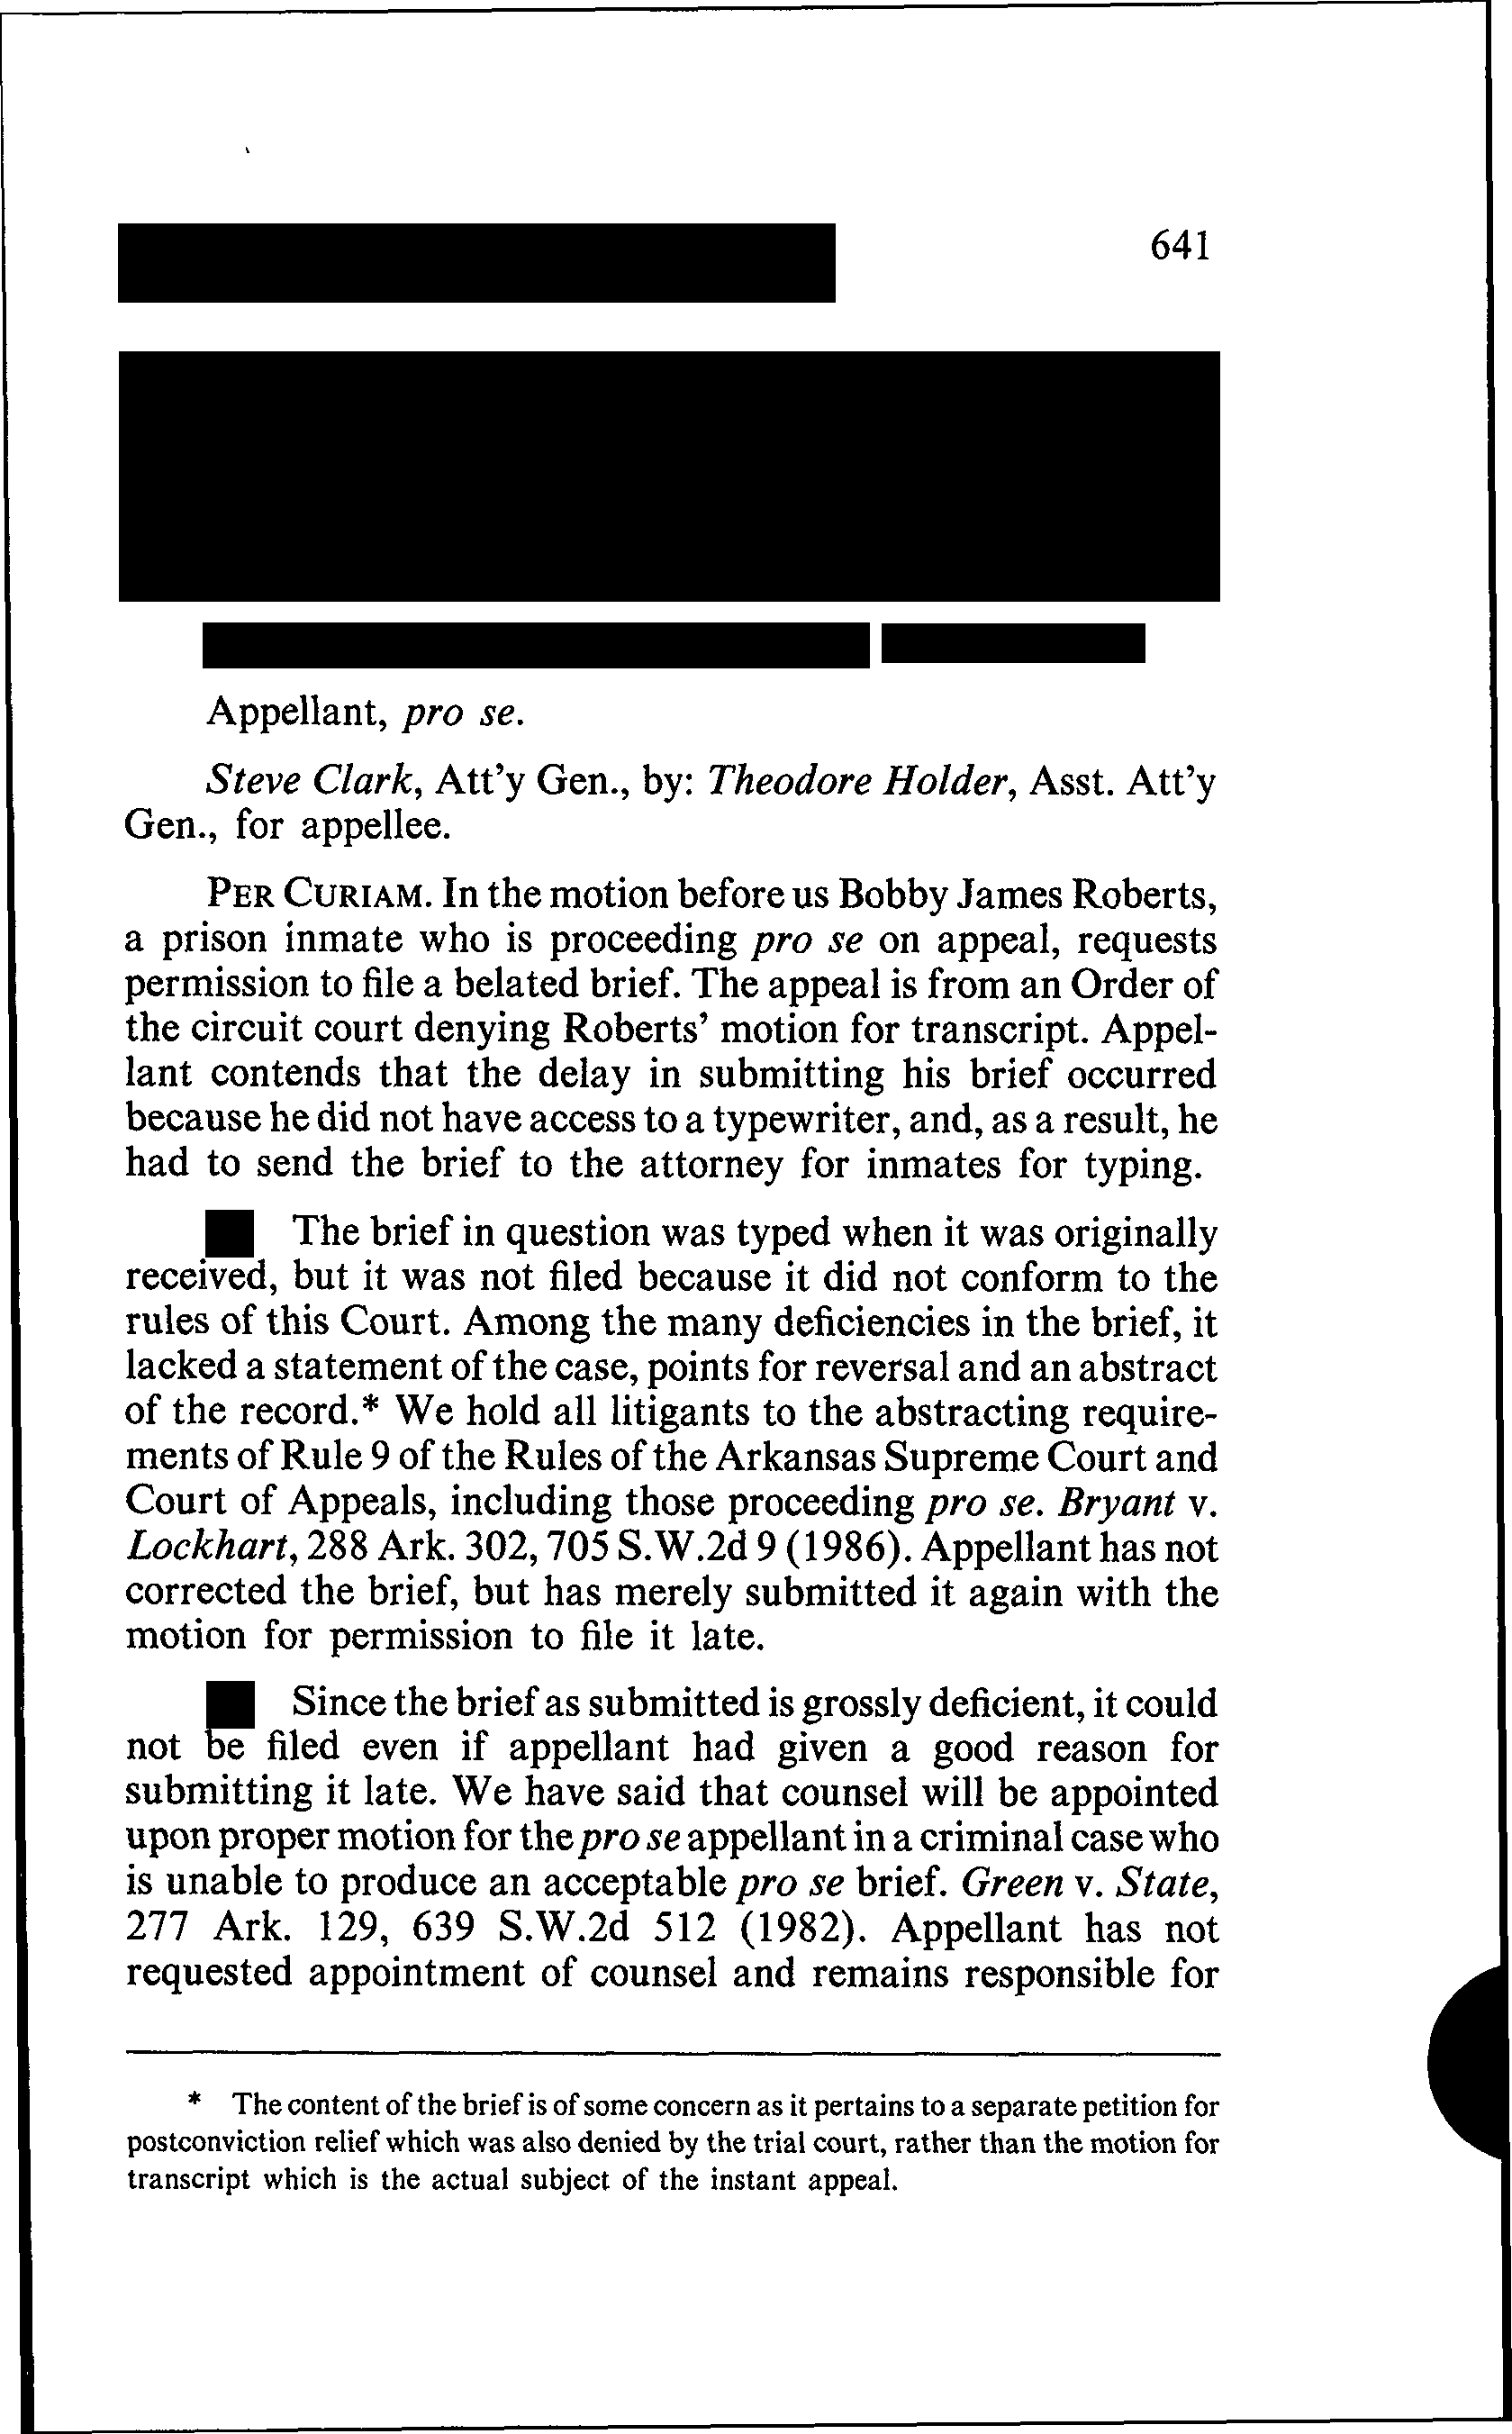 641
Appellant, pro se.
Steve Clark, Att’y Gen., by: Theodore Holder, Asst. Att’y
Gen., for appellee.
PER CURIAM. In the motion before us Bobby James Roberts,
a prison inmate who is proceeding pro se on appeal, requests
permission to file a belated brief. The appeal is from an Order of
the circuit court denying Roberts’ motion for transcript. Appel-
lant contends that the delay in submitting his brief occurred
because he did not have access to a typewriter, and, as a result, he
had to send the brief to the attorney for inmates for typing.
The brief in question was typed when it was originally
received, but it was not filed because it did not conform to the
rules of this Court. Among the many deficiencies in the brief, it
lacked a statement of the case, points for reversal and an abstract
of the record.* We hold all litigants to the abstracting require-
ments of Rule 9 of the Rules of the Arkansas Supreme Court and
Court of Appeals, including those proceeding pro se. Bryant v.
Lockhart, 288 Ark. 302, 705 S.W.2d 9 (1986). Appellant has not
corrected the brief, but has merely submitted it again with the
motion for permission to file it late.
Since the brief as submitted is grossly deficient, it could
not be filed even if appellant had given a good reason for
submitting it late. We have said that counsel will be appointed
upon proper motion for the pro se appellant in a criminal case who
is unable to produce an acceptable pro se brief. Green v. State,
277 Ark. 129, 639 S.W.2d 512 (1982). Appellant has not
requested appointment of counsel and remains responsible for
* The content of the brief is of some concern as it pertains to a separate petition for
postconviction relief which was also denied by the trial court, rather than the motion for
transcript which is the actual subject of the instant appeal.